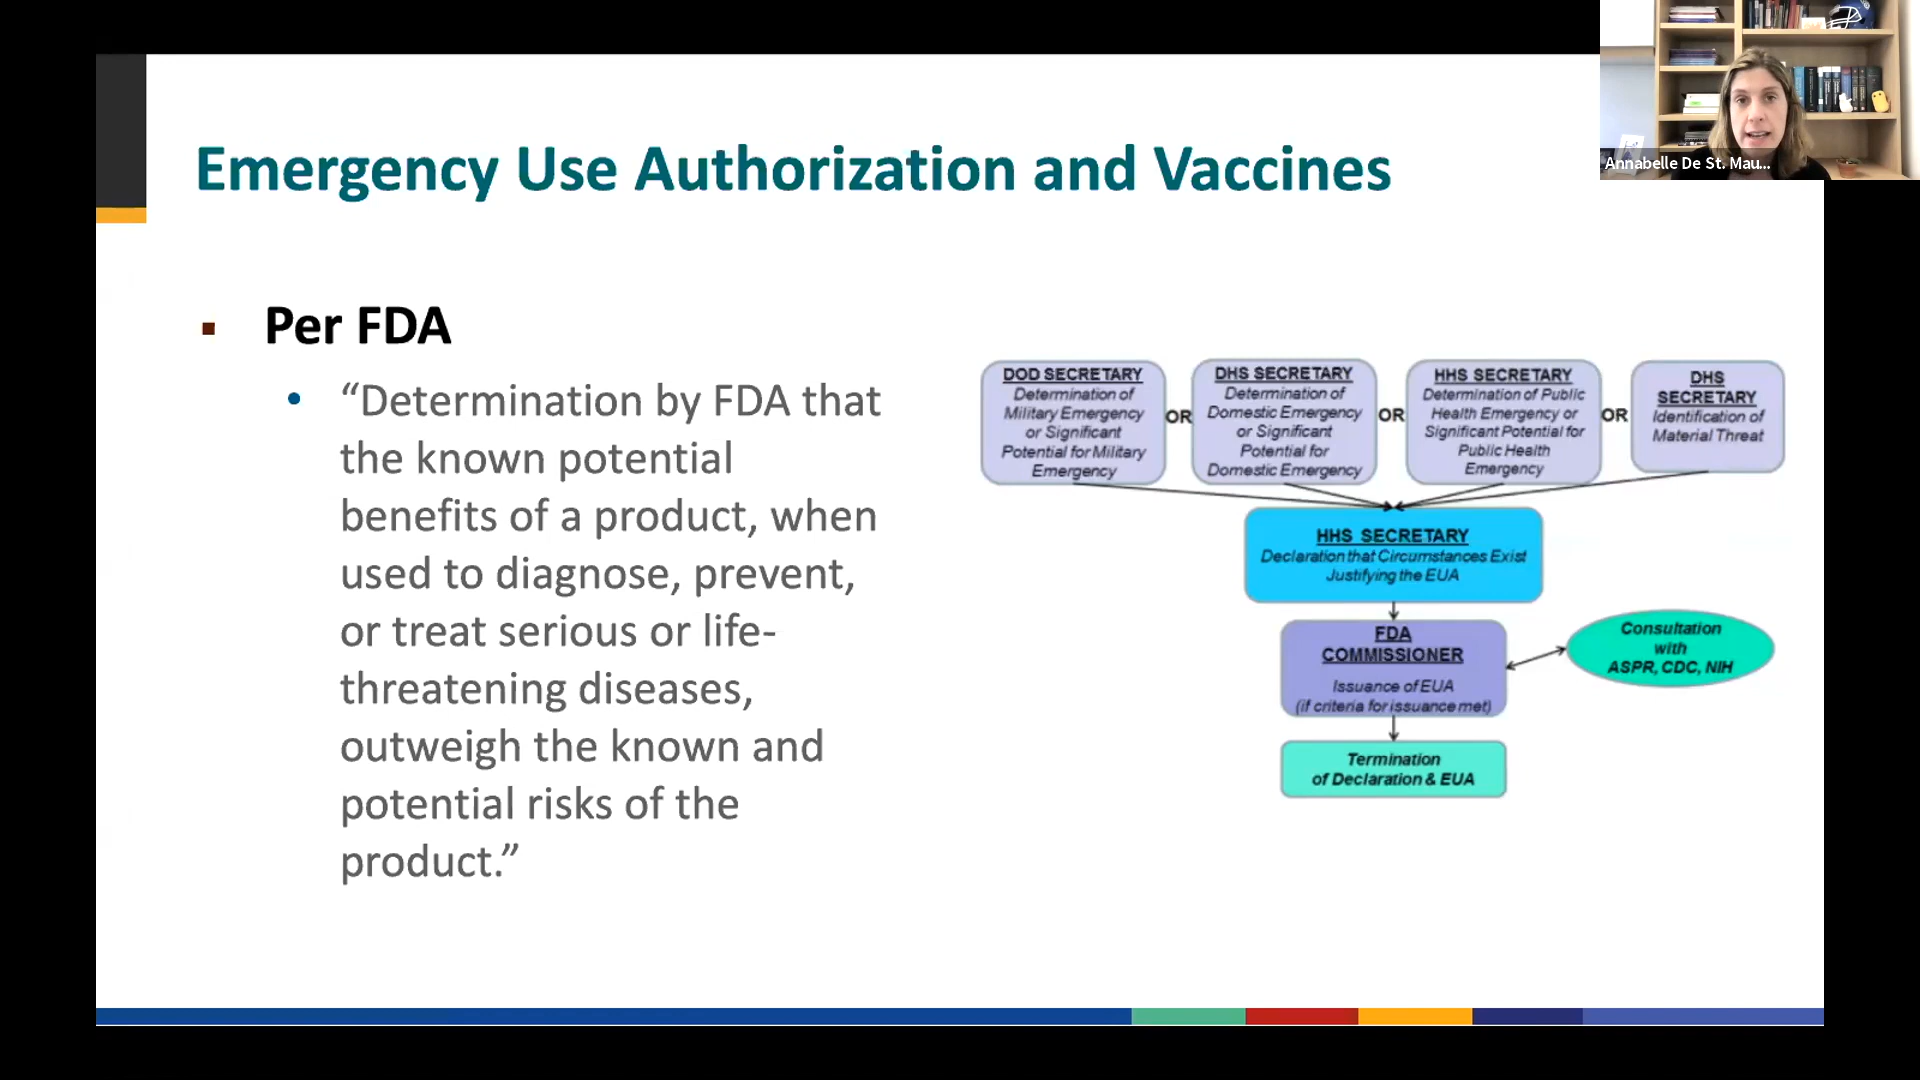 Annabelle De St. Mau...
Emergency Use Authorization and Vaccines
Per FDA
“Determination by FDA that
the known potential
benefits of a product, when
used to diagnose, prevent,
or treat serious or life-
threatening diseases,
outweigh the known and
potential risks of the
product.”
DOD SECRETARY
Determination of
Military Emergency
or Significant
Potential for Military
Emergency
OR
DHS SECRETARY
Determination of
Domestic Emergency
or Significant
Potential for
Domestic Emergency
OR
HHS SECRETARY
Determination of Public
Health Emergency or
Significant Potential for
Public Health
Emergency
OR
DHS
SECRETARY
Identification of
Material Threat
HHS SECRETARY
Declaration that Circumstances Exist
Justifying the EUA
FDA
COMMISSIONER
Issuance of EUA
(if criteria for issuance met)
Consultation
with
ASPR, CDC, NIH
Termination
of Declaration & EUA